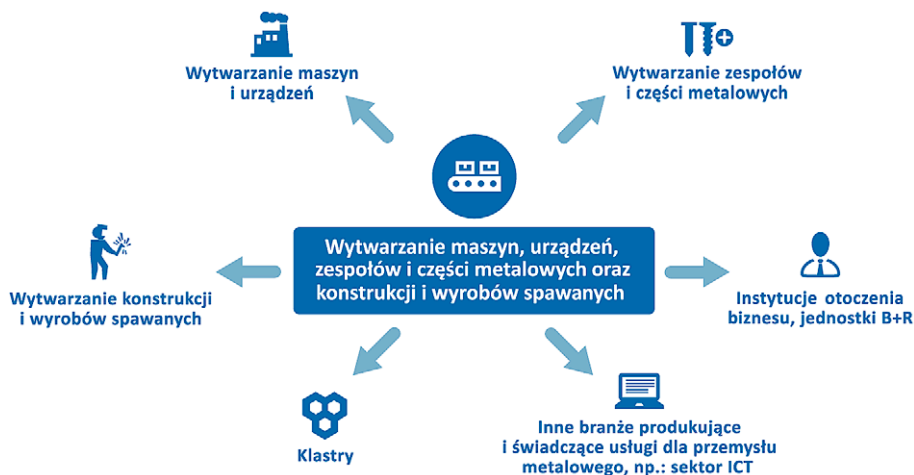 Wytwarzanie maszyn
i urządzeń
Wytwarzanie zespołów
i części metalowych
Wytwarzanie maszyn, urządzeń,
zespołów i części metalowych oraz
konstrukcji i wyrobów spawanych
Wytwarzanie konstrukcji
i wyrobów spawanych
Instytucje otoczenia
biznesu, jednostki B+R
Klastry
Inne branże produkujące
i świadczące usługi dla przemysłu
metalowego, np.: sektor ICT